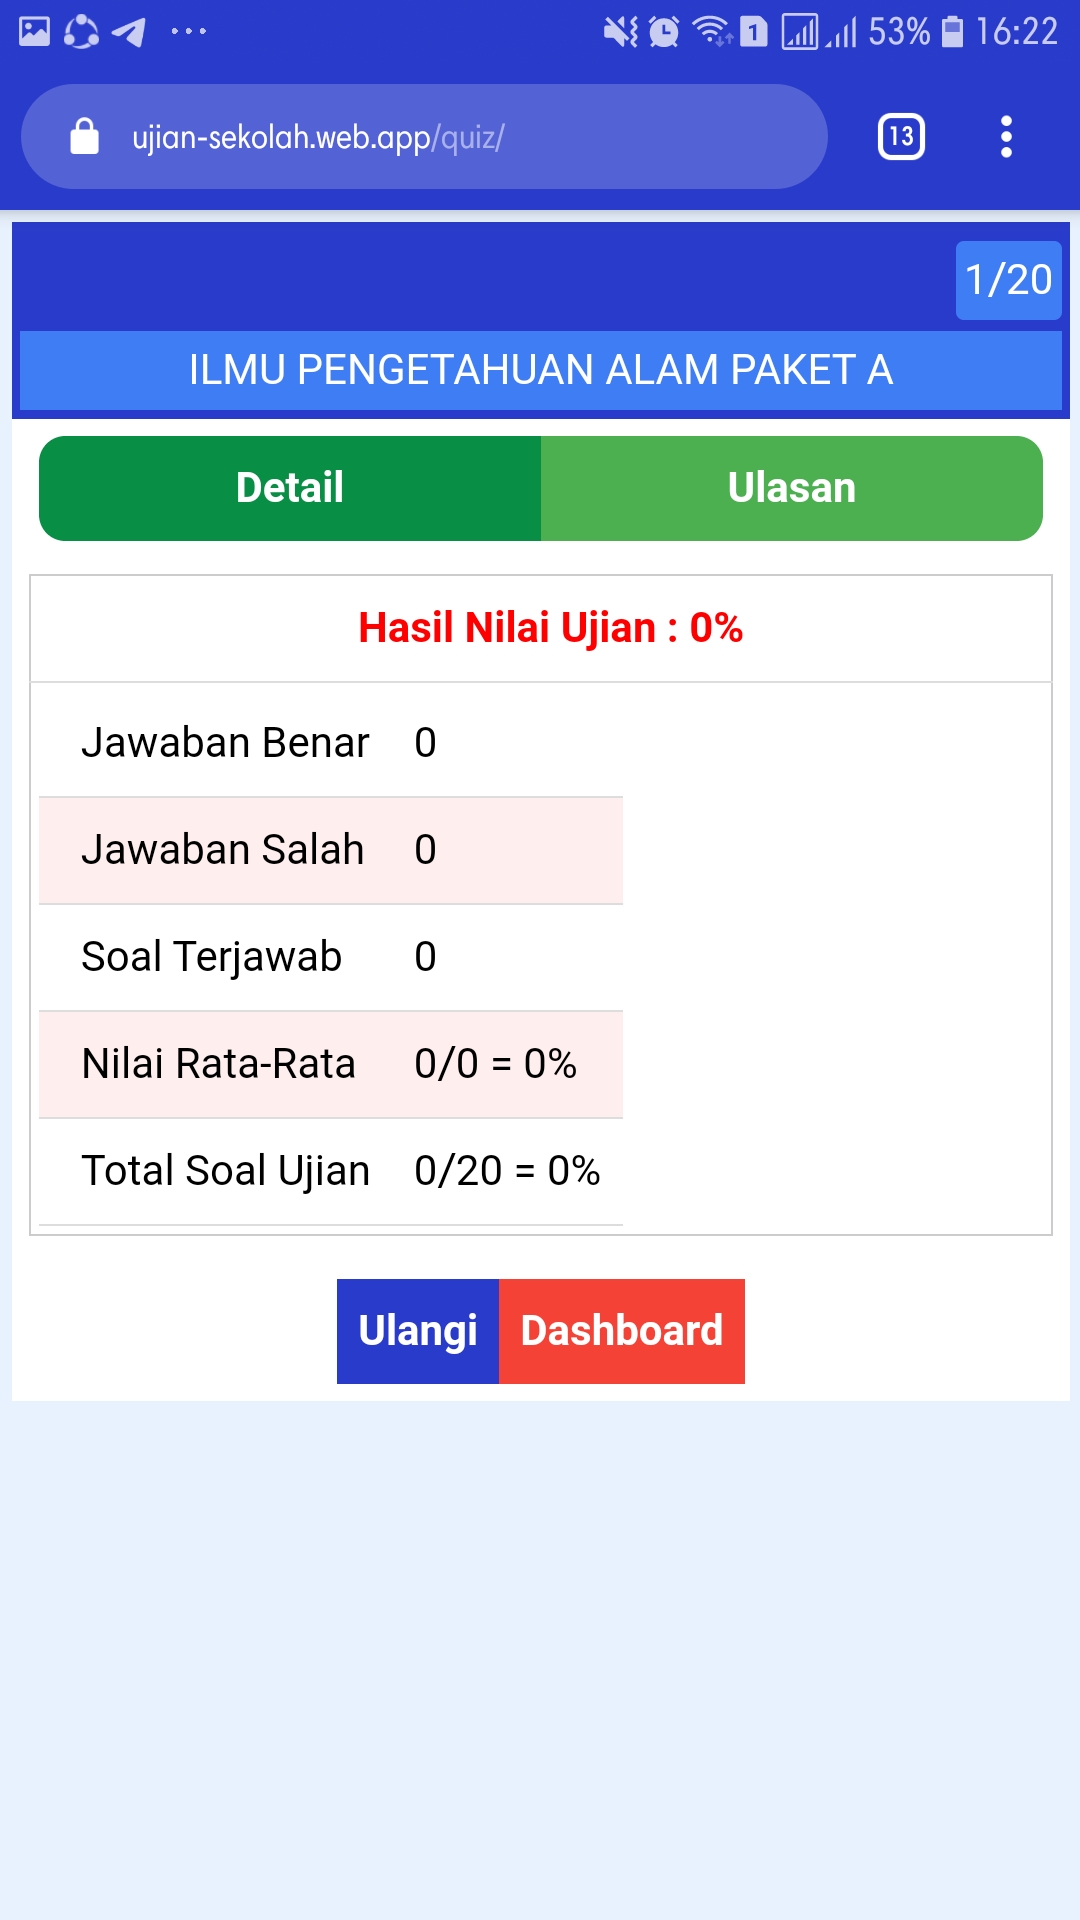 53% 16:22
ujian-sekolah.web.app/quiz/
13
1/20
ILMU PENGETAHUAN ALAM PAKET A
Detail Ulasan
Hasil Nilai Ujian : 0%
Jawaban Benar 0
Jawaban Salah 0
Soal Terjawab 0
Nilai Rata-Rata 0/0 = 0%
Total Soal Ujian 0/20 = 0%
Ulangi Dashboard